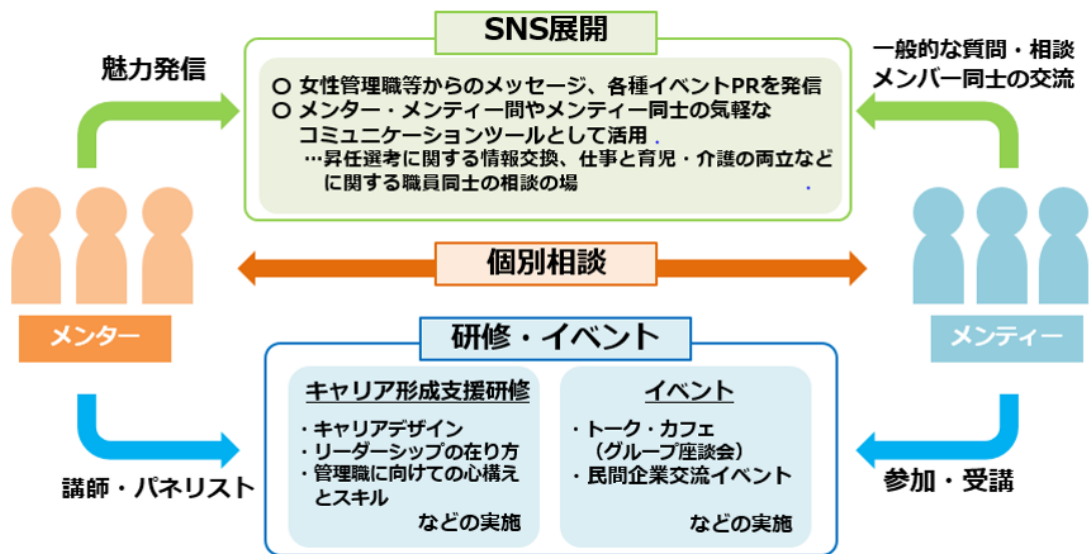 SNS展開
魅力発信
一般的な質問・相談
メンバー同士の交流
○ 女性管理職等からのメッセージ、各種イベントPRを発信
○ メンター・メンティー間やメンティー同士の気軽な
コミュニケーションツールとして活用
…昇任選考に関する情報交換、仕事と育児・介護の両立など
に関する職員同士の相談の場
個別相談
メンター
メンティー
研修・イベント
キャリア形成支援研修
・キャリアデザイン
・リーダーシップの在り方
・管理職に向けての心構え
とスキル
などの実施
イベント
・トーク・カフェ
（グループ座談会）
・民間企業交流イベント
などの実施
講師・パネリスト
参加・受講